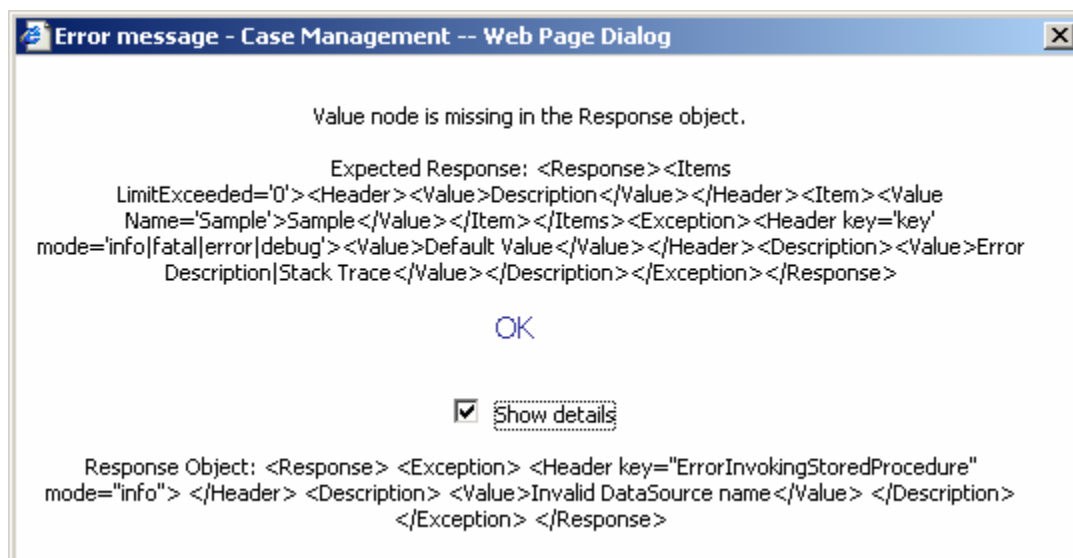 Error message - Case Management -- Web Page Dialog
Value node is missing in the Response object.
Expected Response: <Response><Items
LimitExceeded='0'><Header><Value>Description</Value></Header><Item><Value
Name='Sample'>Sample</Value></Item></Items><Exception><Header key='key'
mode='info|fatal|error|debug'><Value>Default Value</Value></Header><Description><Value>Error
Description|Stack Trace</Value></Description></Exception></Response>
OK
Show details
Response Object: <Response> <Exception> <Header key="ErrorInvokingStoredProcedure"
mode="info"> </Header> <Description> <Value>Invalid DataSource name</Value> </Description>
</Exception> </Response>